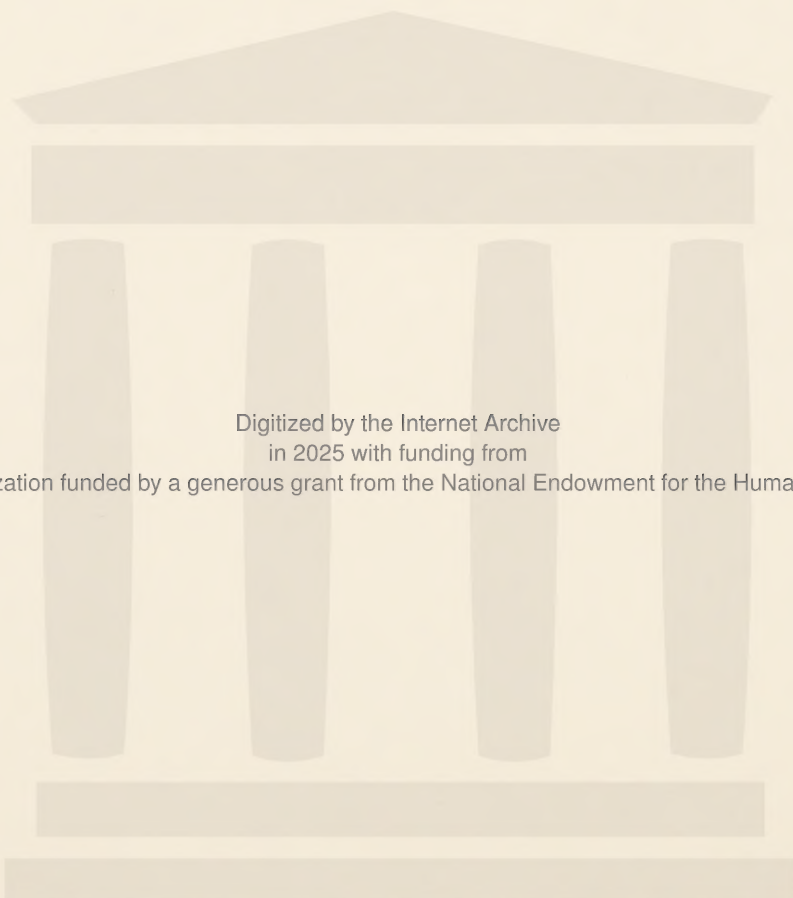 Digitized by the Internet Archive
in 2025 with funding from
zation funded by a generous grant from the National Endowment for the Huma